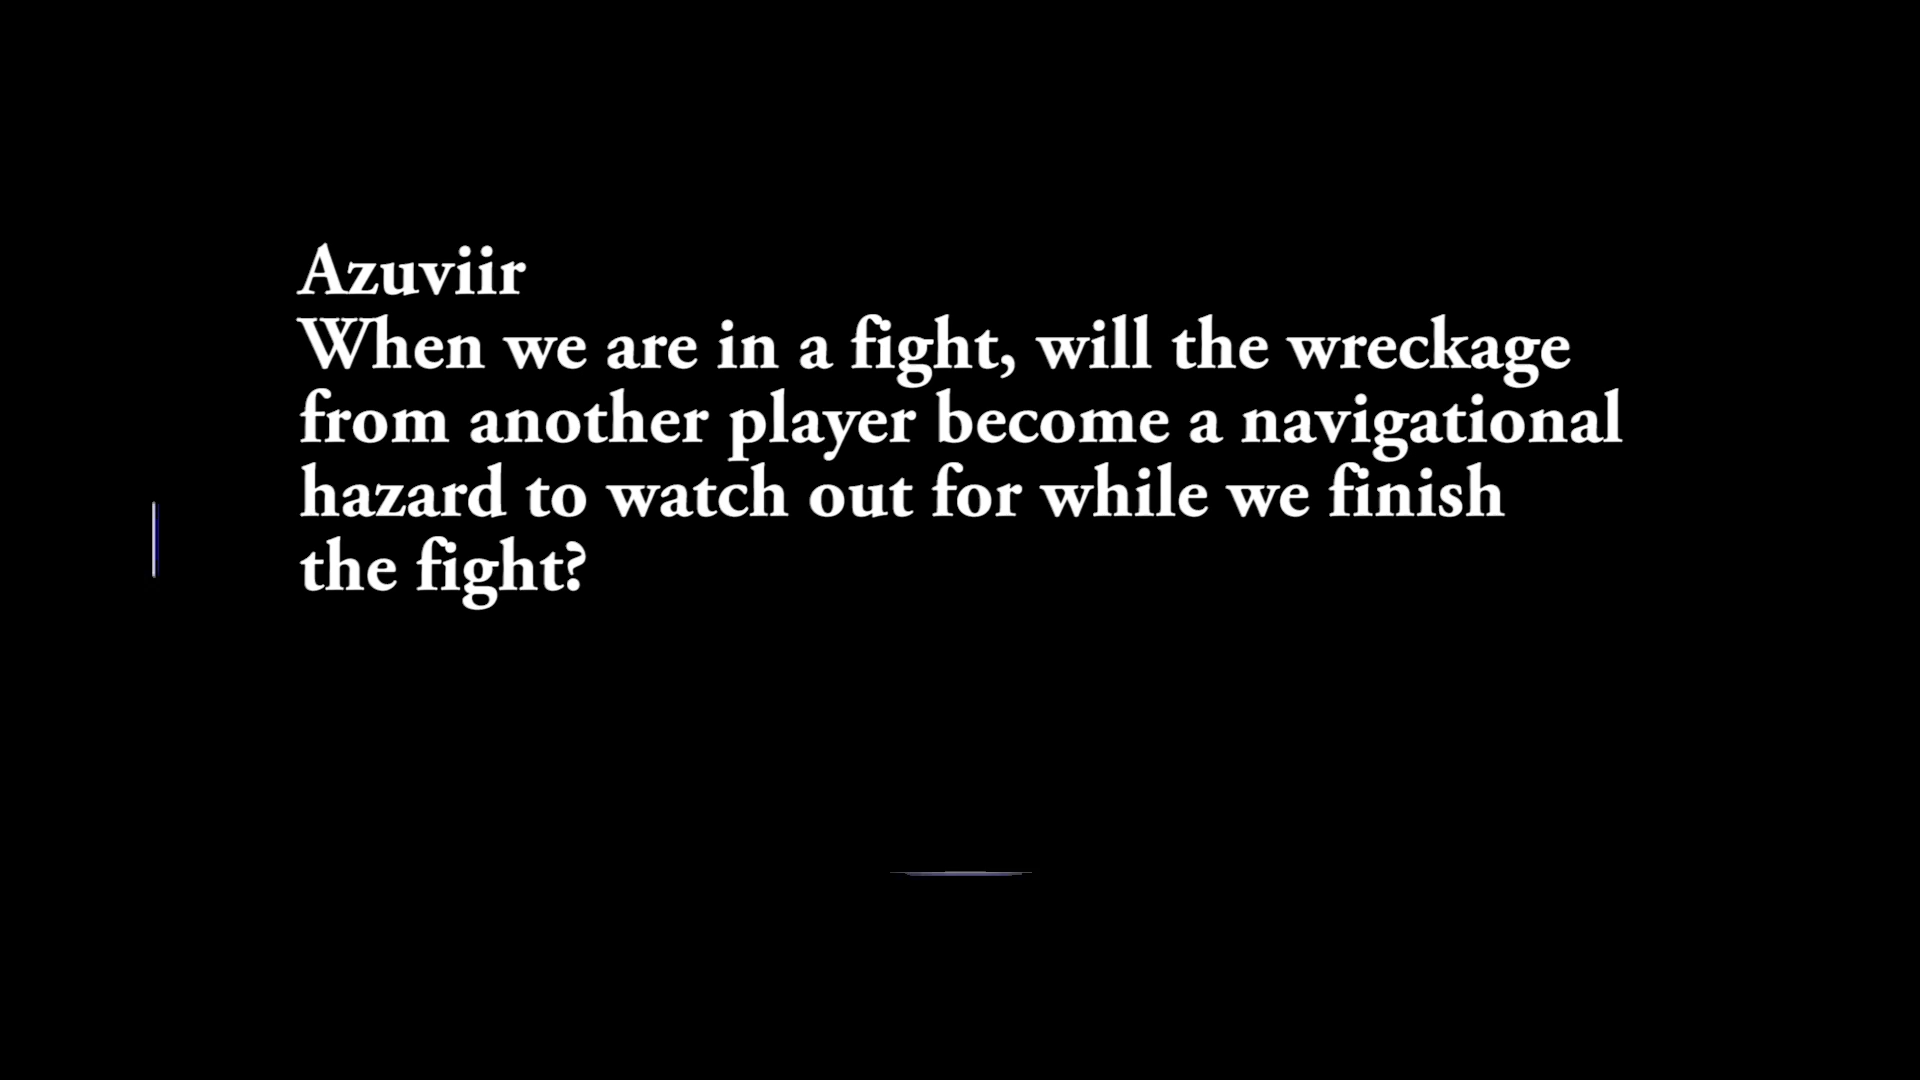 Azuviir
When we are in a fight, will the wreckage
from another player become a navigational
hazard to watch out for while we finish
the fight?